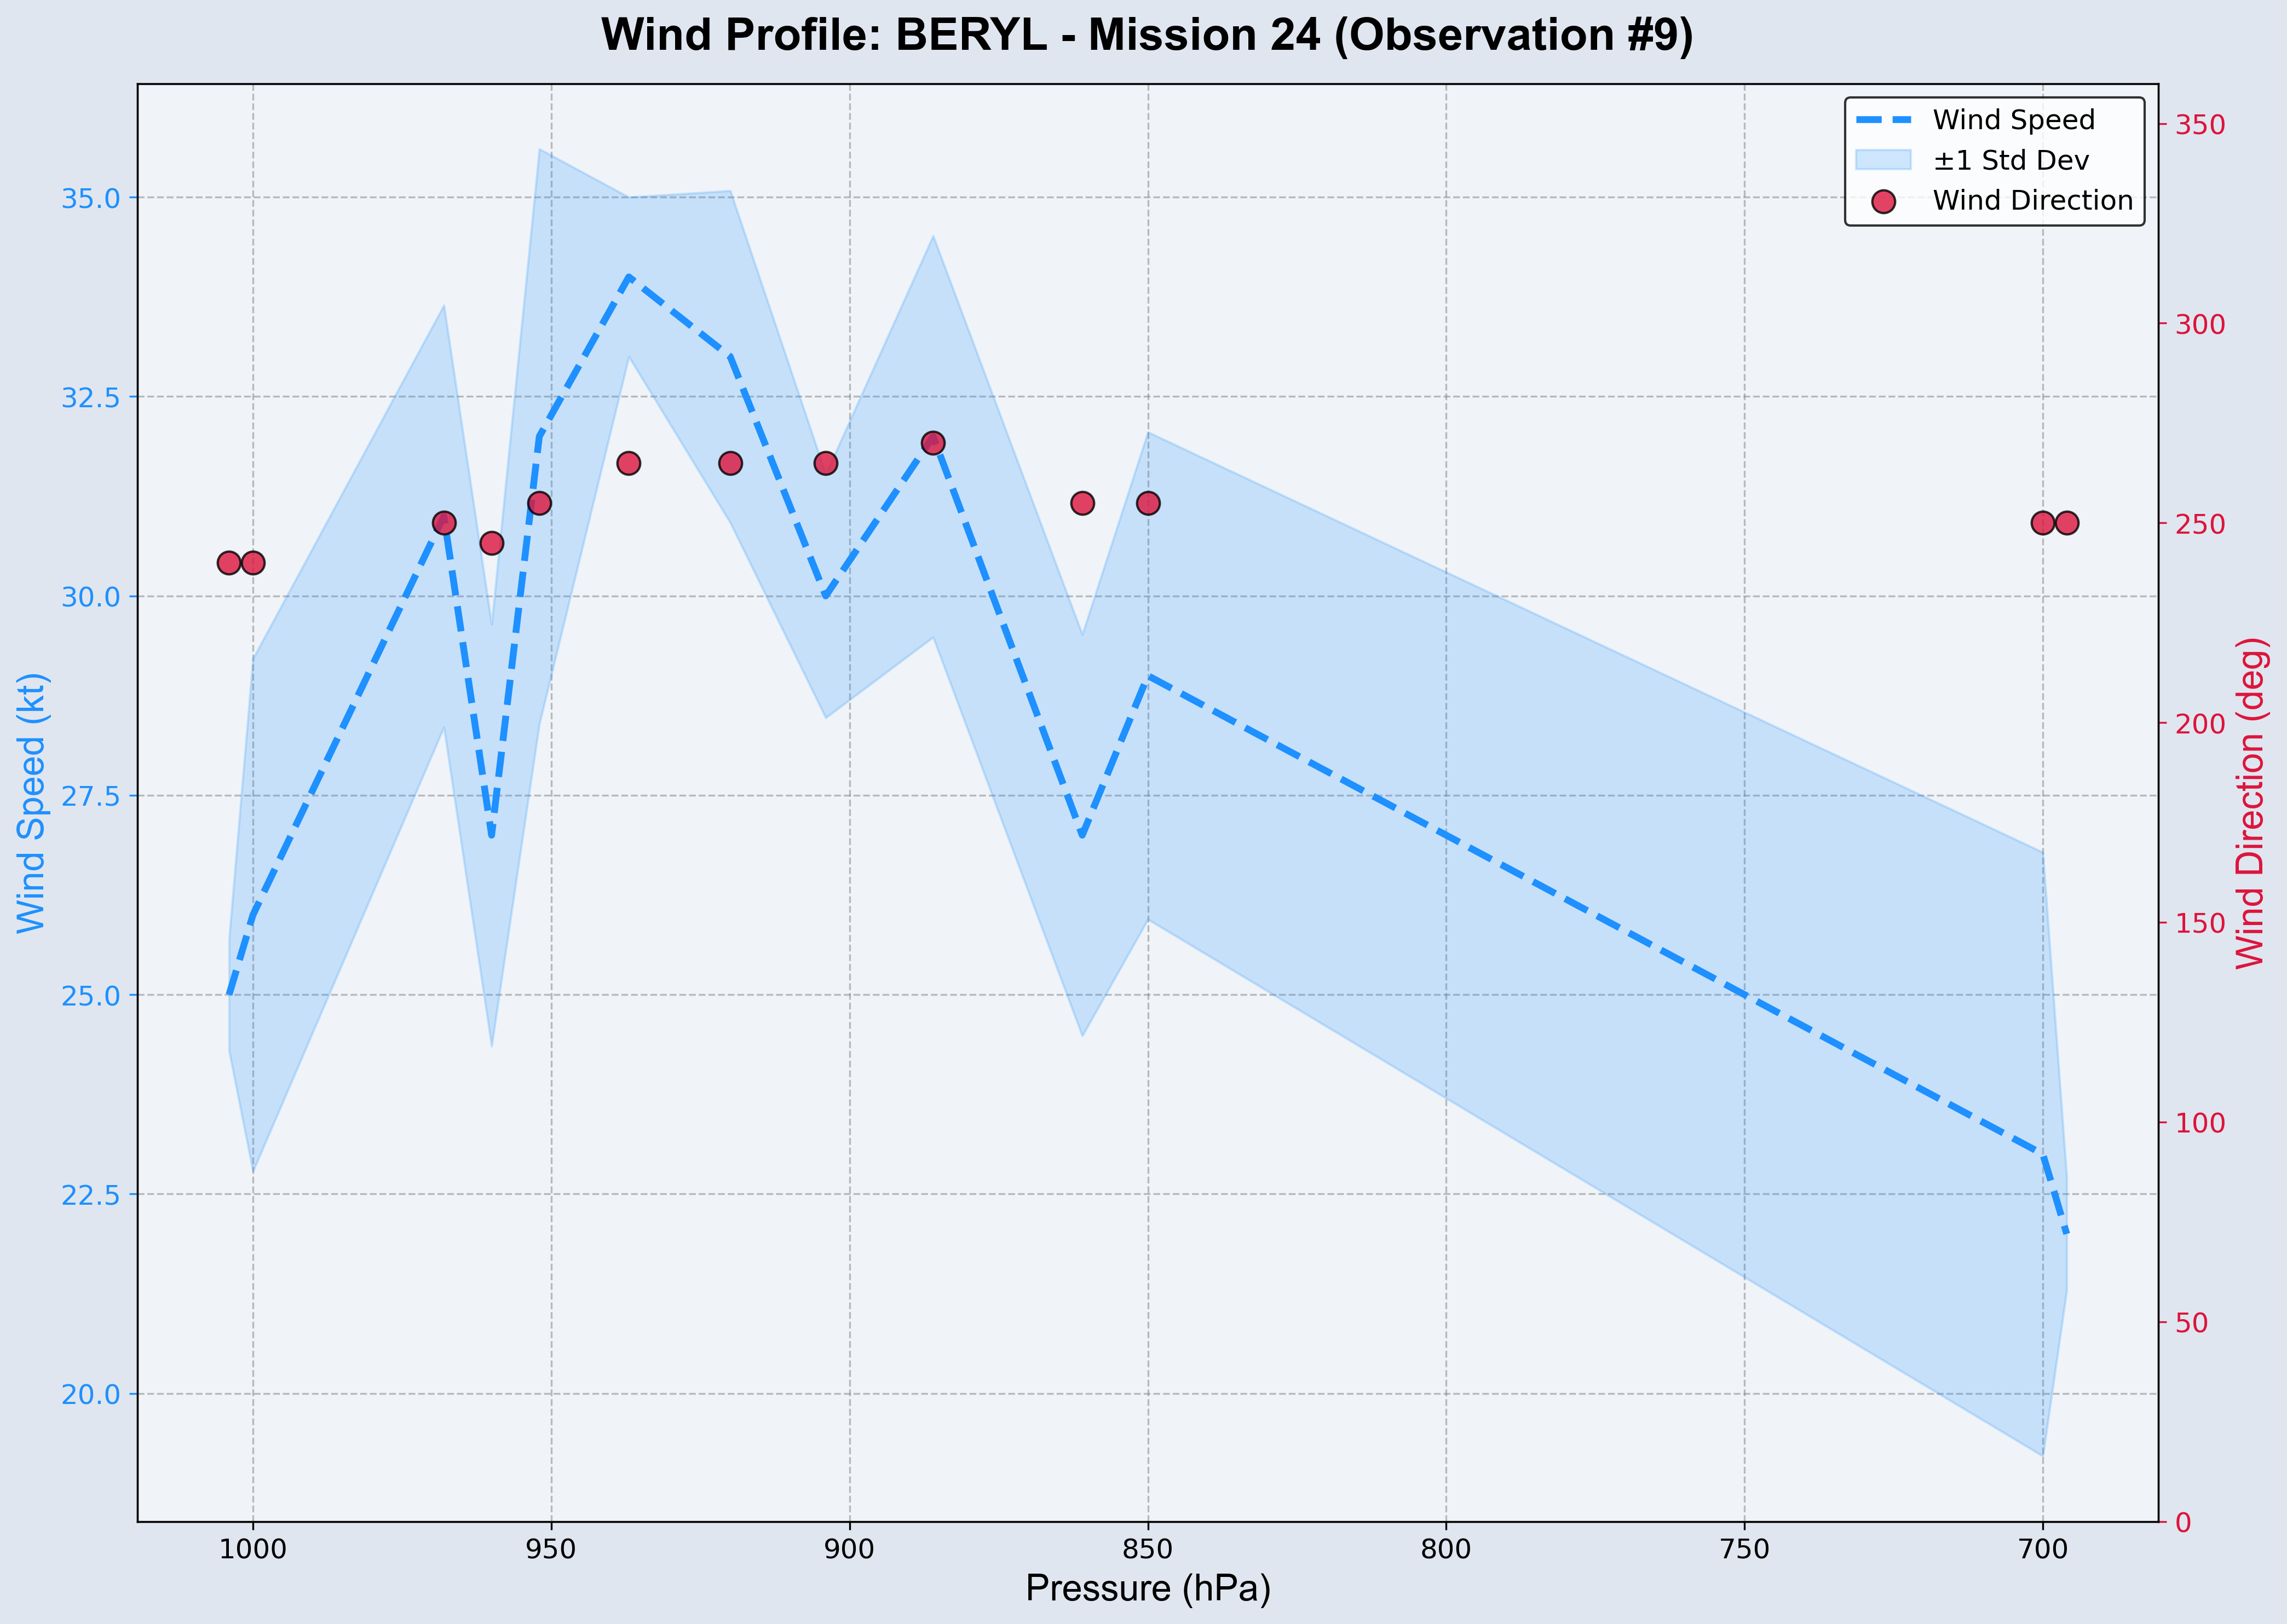 Wind Profile: BERYL - Mission 24 (Observation #9)
Wind Speed
±1 Std Dev
Wind Direction
Wind Speed (kt)
35.0
32.5
30.0
27.5
25.0
22.5
20.0
350
300
250
200
150
100
50
0
Wind Direction (deg)
1000 950 900 850 800 750 700
Pressure (hPa)